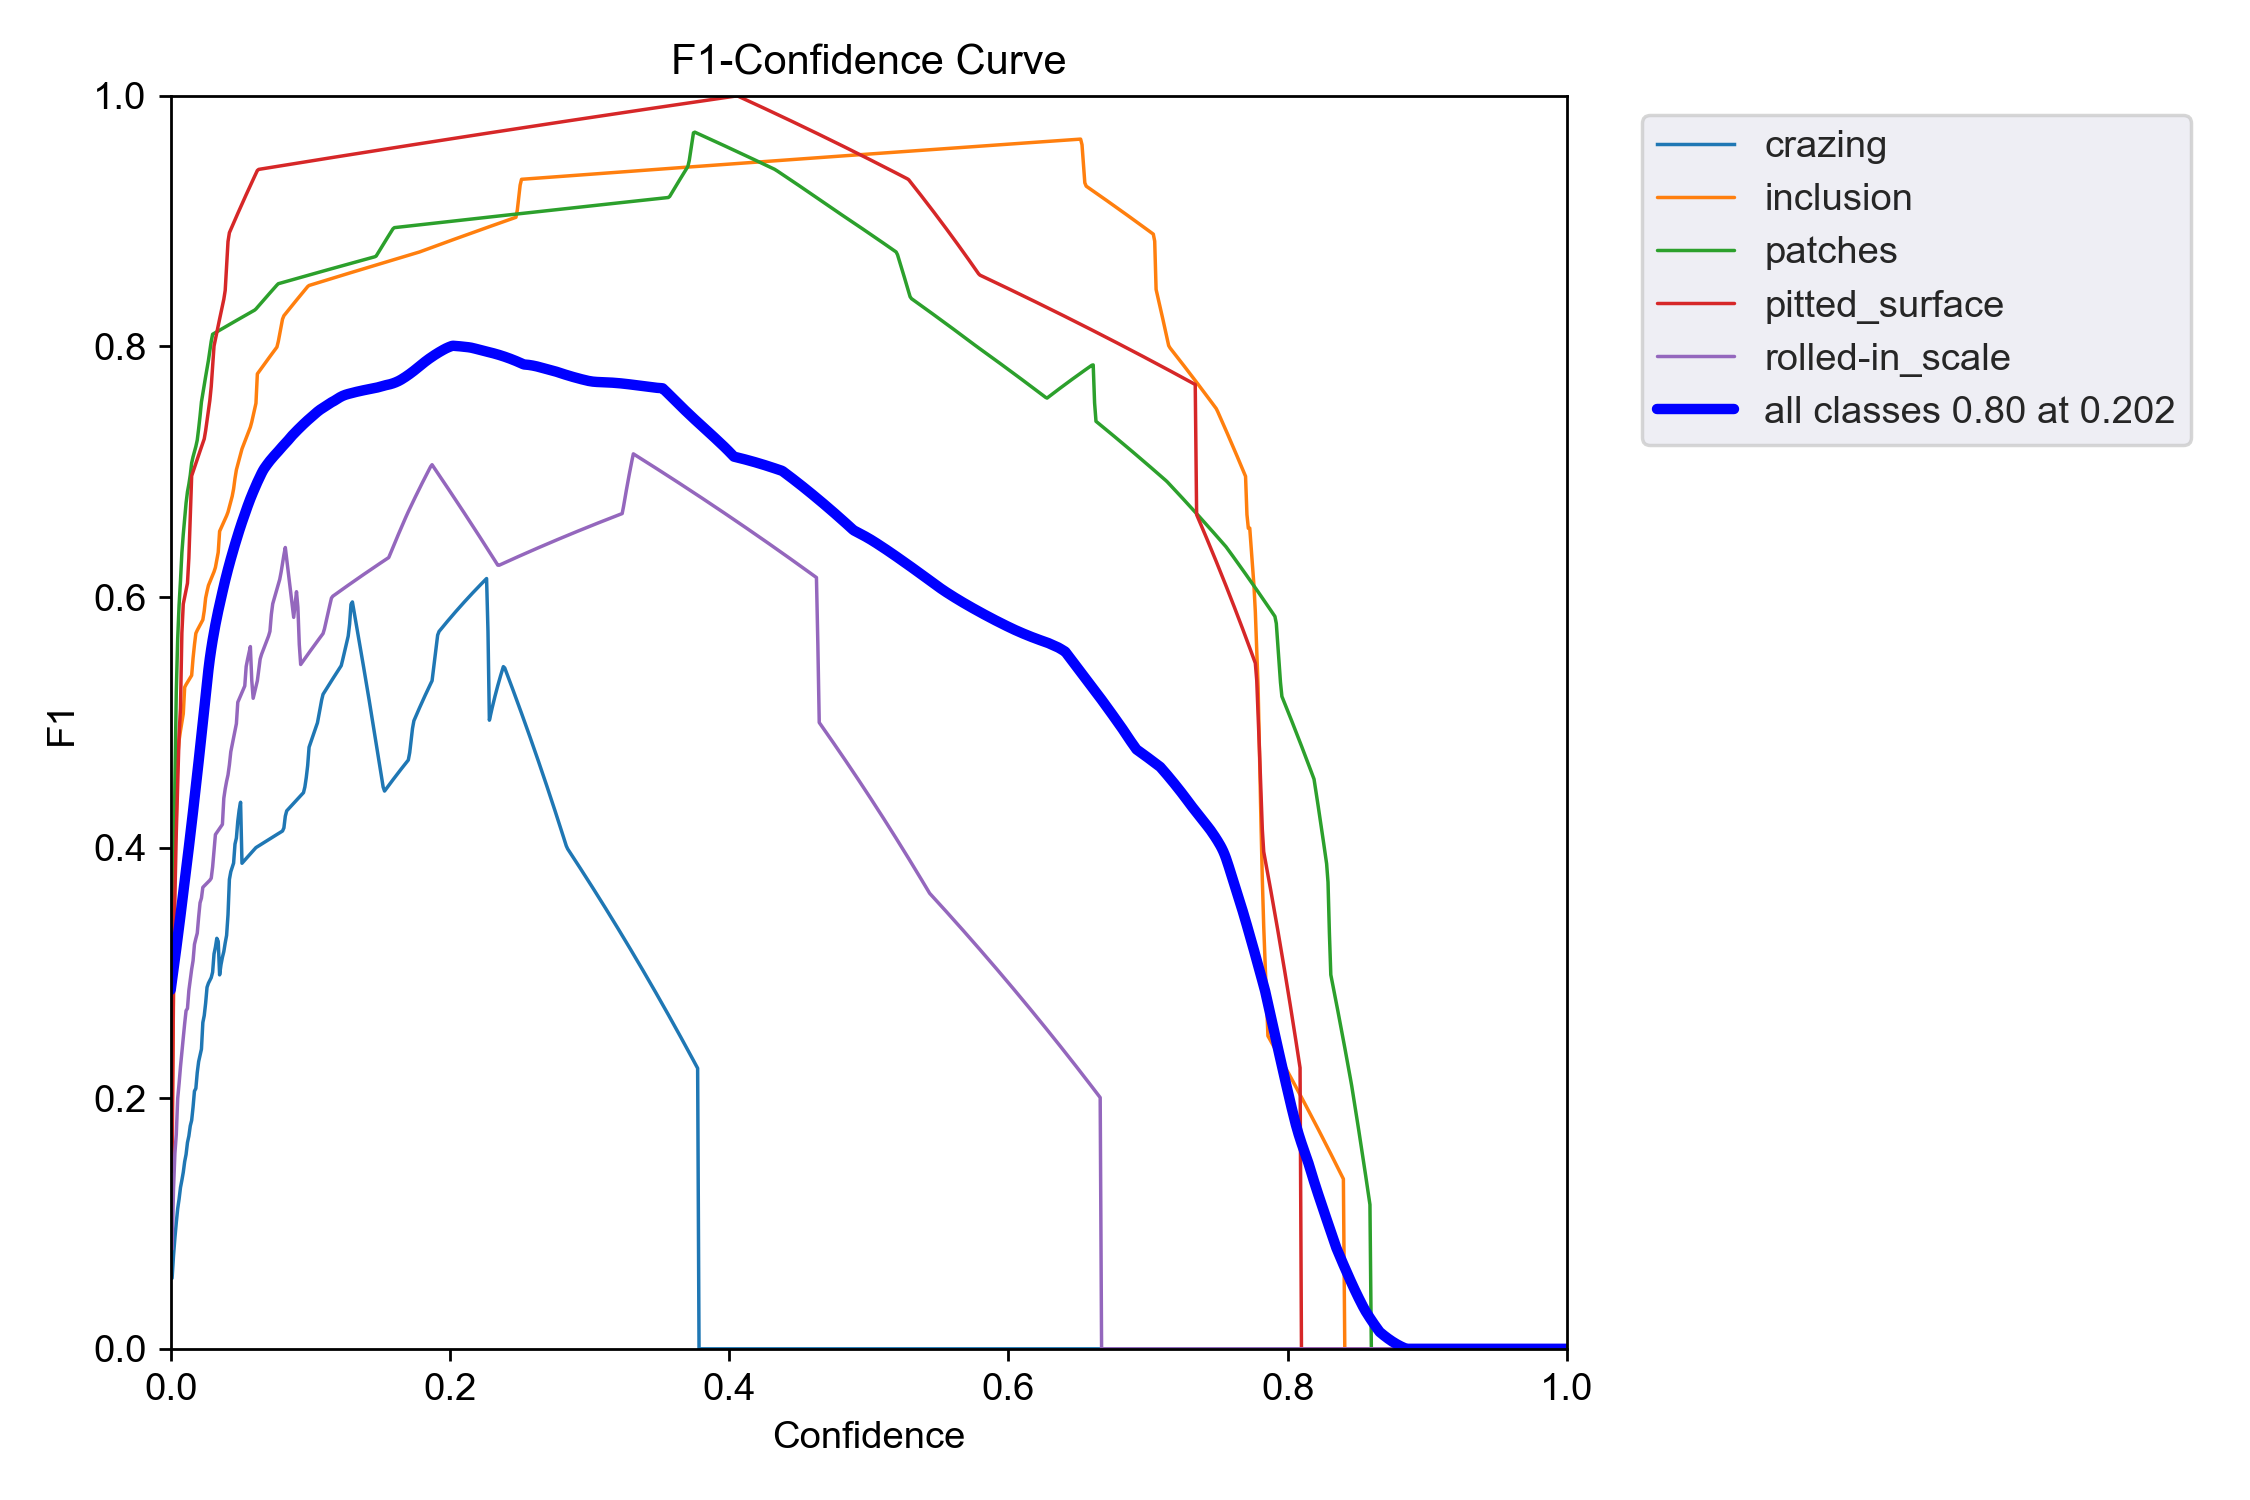 F1-Confidence Curve
1.0
0.8
0.6
0.4
0.2
0.0
F1
0.0 0.2 0.4 0.6 0.8 1.0
Confidence
crazing
inclusion
patches
pitted_surface
rolled-in_scale
all classes 0.80 at 0.202